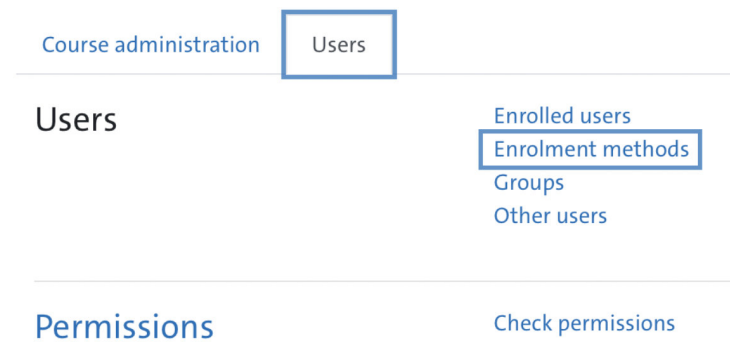 Course administration Users
Users
Enrolled users
Enrolment methods
Groups
Other users
Permissions
Check permissions